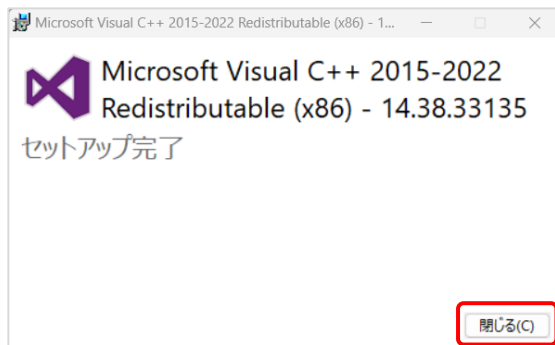 Microsoft Visual C++ 2015-2022 Redistributable (x86) - 1...
Microsoft Visual C++ 2015-2022
Redistributable (x86) - 14.38.33135
セットアップ完了
閉じる(C)